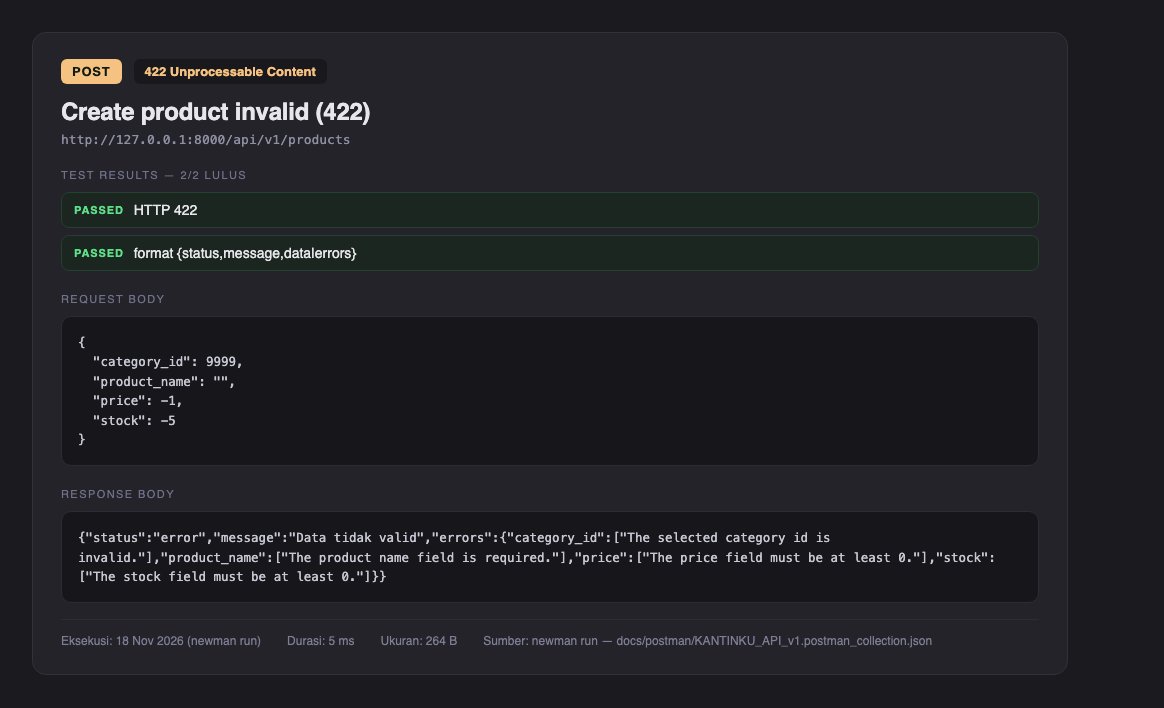 POST
422 Unprocessable Content
Create product invalid (422)
http://127.0.0.1:8000/api/v1/products
TEST RESULTS — 2/2 LULUS
PASSED HTTP 422
PASSED format {status,message,data|errors}
REQUEST BODY
{
  "category_id": 9999,
  "product_name": "",
  "price": -1,
  "stock": -5
}
RESPONSE BODY
{"status":"error","message":"Data tidak valid","errors":{"category_id":["The selected category id is
invalid."],"product_name":["The product name field is required."],"price":["The price field must be at least 0."],"stock":
["The stock field must be at least 0."]}}
Eksekusi: 18 Nov 2026 (newman run) Durasi: 5 ms Ukuran: 264 B Sumber: newman run — docs/postman/KANTINKU_API_v1.postman_collection.json